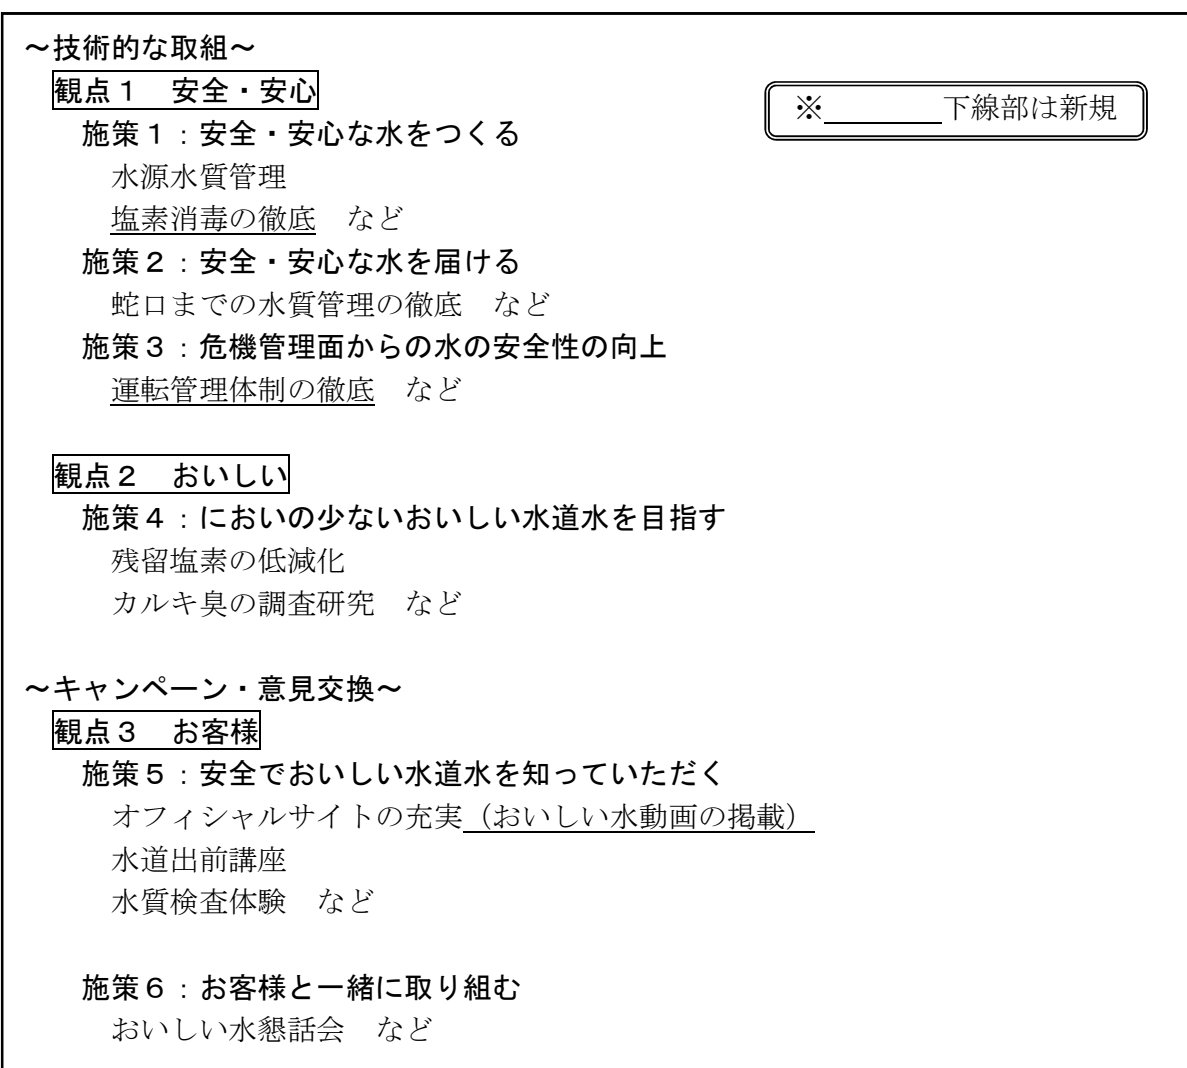 ～技術的な取組～
観点１　安全・安心
※　　　　下線部は新規
施策１：安全・安心な水をつくる
水源水質管理
塩素消毒の徹底　など
施策２：安全・安心な水を届ける
蛇口までの水質管理の徹底　など
施策３：危機管理面からの水の安全性の向上
運転管理体制の徹底　など
観点２　おいしい
施策４：においの少ないおいしい水道水を目指す
残留塩素の低減化
カルキ臭の調査研究　など
～キャンペーン・意見交換～
観点３　お客様
施策５：安全でおいしい水道水を知っていただく
オフィシャルサイトの充実（おいしい水動画の掲載）
水道出前講座
水質検査体験　など
施策６：お客様と一緒に取り組む
おいしい水懇話会　など